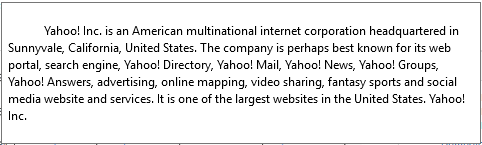 Yahoo! Inc. is an American multinational internet corporation headquartered in
Sunnyvale, California, United States. The company is perhaps best known for its web
portal, search engine, Yahoo! Directory, Yahoo! Mail, Yahoo! News, Yahoo! Groups,
Yahoo! Answers, advertising, online mapping, video sharing, fantasy sports and social
media website and services. It is one of the largest websites in the United States. Yahoo!
Inc.